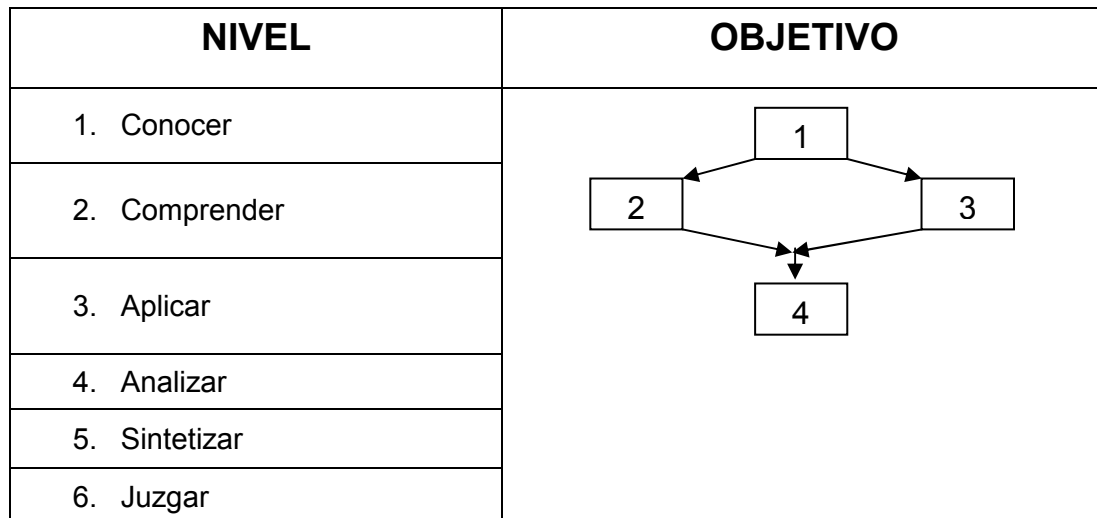 NIVEL OBJETIVO
1. Conocer
1
2. Comprender
2 3
3. Aplicar
4
4. Analizar
5. Sintetizar
6. Juzgar